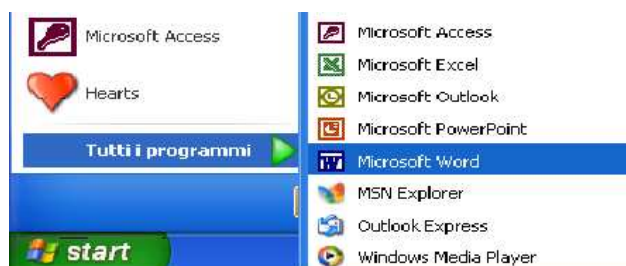 Microsoft Access
Hearts
Tutti i programmi
start
Microsoft Access
Microsoft Excel
Microsoft Outlook
Microsoft PowerPoint
Microsoft Word
MSN Explorer
Outlook Express
Windows Media Player